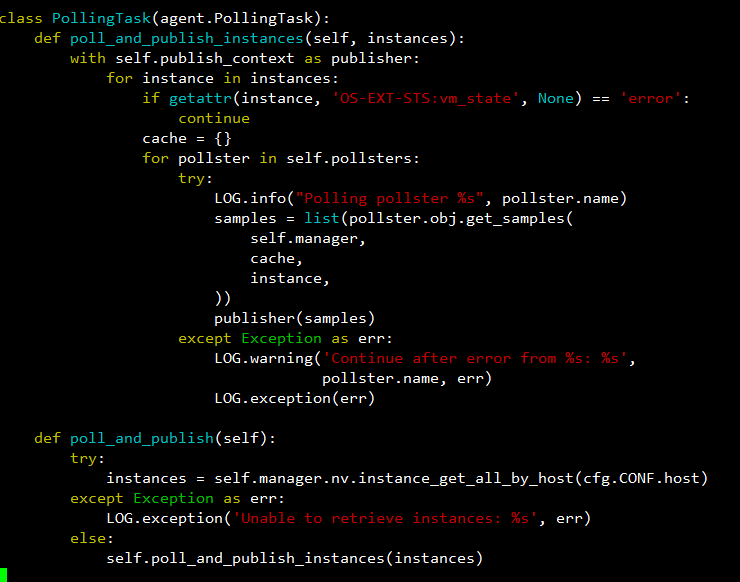 class PollingTask(agent.PollingTask):
    def poll_and_publish_instances(self, instances):
        with self.publish_context as publisher:
            for instance in instances:
                if getattr(instance, 'OS-EXT-STS:vm_state', None) == 'error':
                    continue
                cache = {}
                for pollster in self.pollsters:
                    try:
                        LOG.info("Polling pollster %s", pollster.name)
                        samples = list(pollster.obj.get_samples(
                            self.manager,
                            cache,
                            instance,
                        ))
                        publisher(samples)
                    except Exception as err:
                        LOG.warning('Continue after error from %s: %s',
                                    pollster.name, err)
                        LOG.exception(err)

    def poll_and_publish(self):
        try:
            instances = self.manager.nv.instance_get_all_by_host(cfg.CONF.host)
        except Exception as err:
            LOG.exception('Unable to retrieve instances: %s', err)
        else:
            self.poll_and_publish_instances(instances)